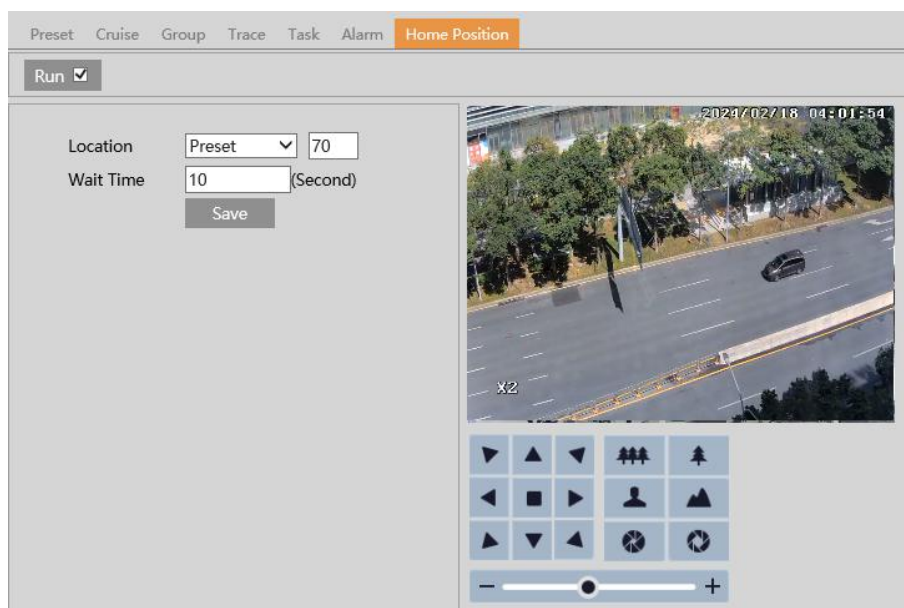 Preset Cruise Group Trace Task Alarm Home Position
Run
Location Preset 70
Wait Time 10 (Second)
Save
2024/02/18 04:01:54
X2